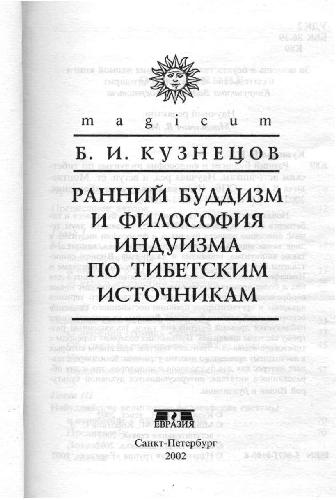 magicum
Б. И. КУЗНЕЦОВ
РАННИЙ БУДДИЗМ
И ФИЛОСОФИЯ
ИНДУИЗМА
ПО ТИБЕТСКИМ
ИСТОЧНИКАМ
ЕВРАЗИЯ
Санкт-Петербург
2002